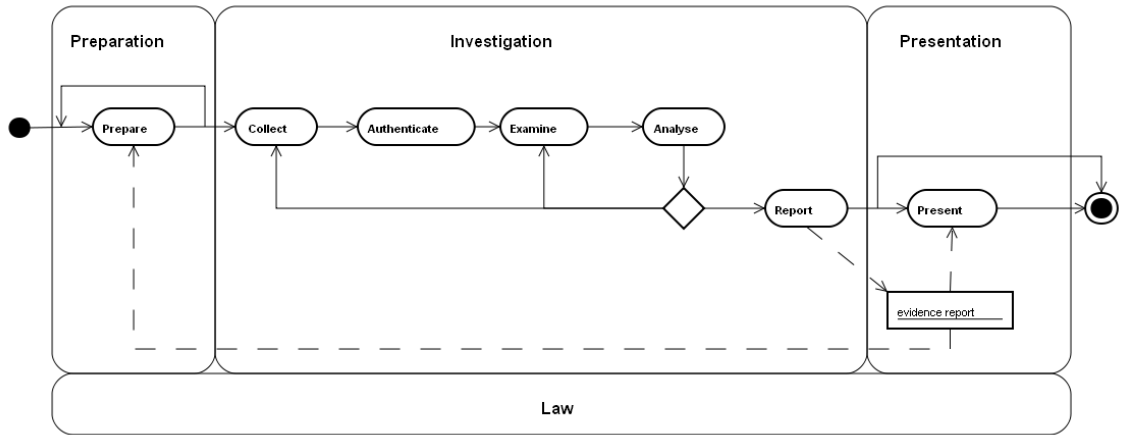 Preparation
Investigation
Presentation
Prepare
Collect
Authenticate
Examine
Analyse
Report
Present
evidence report
Law